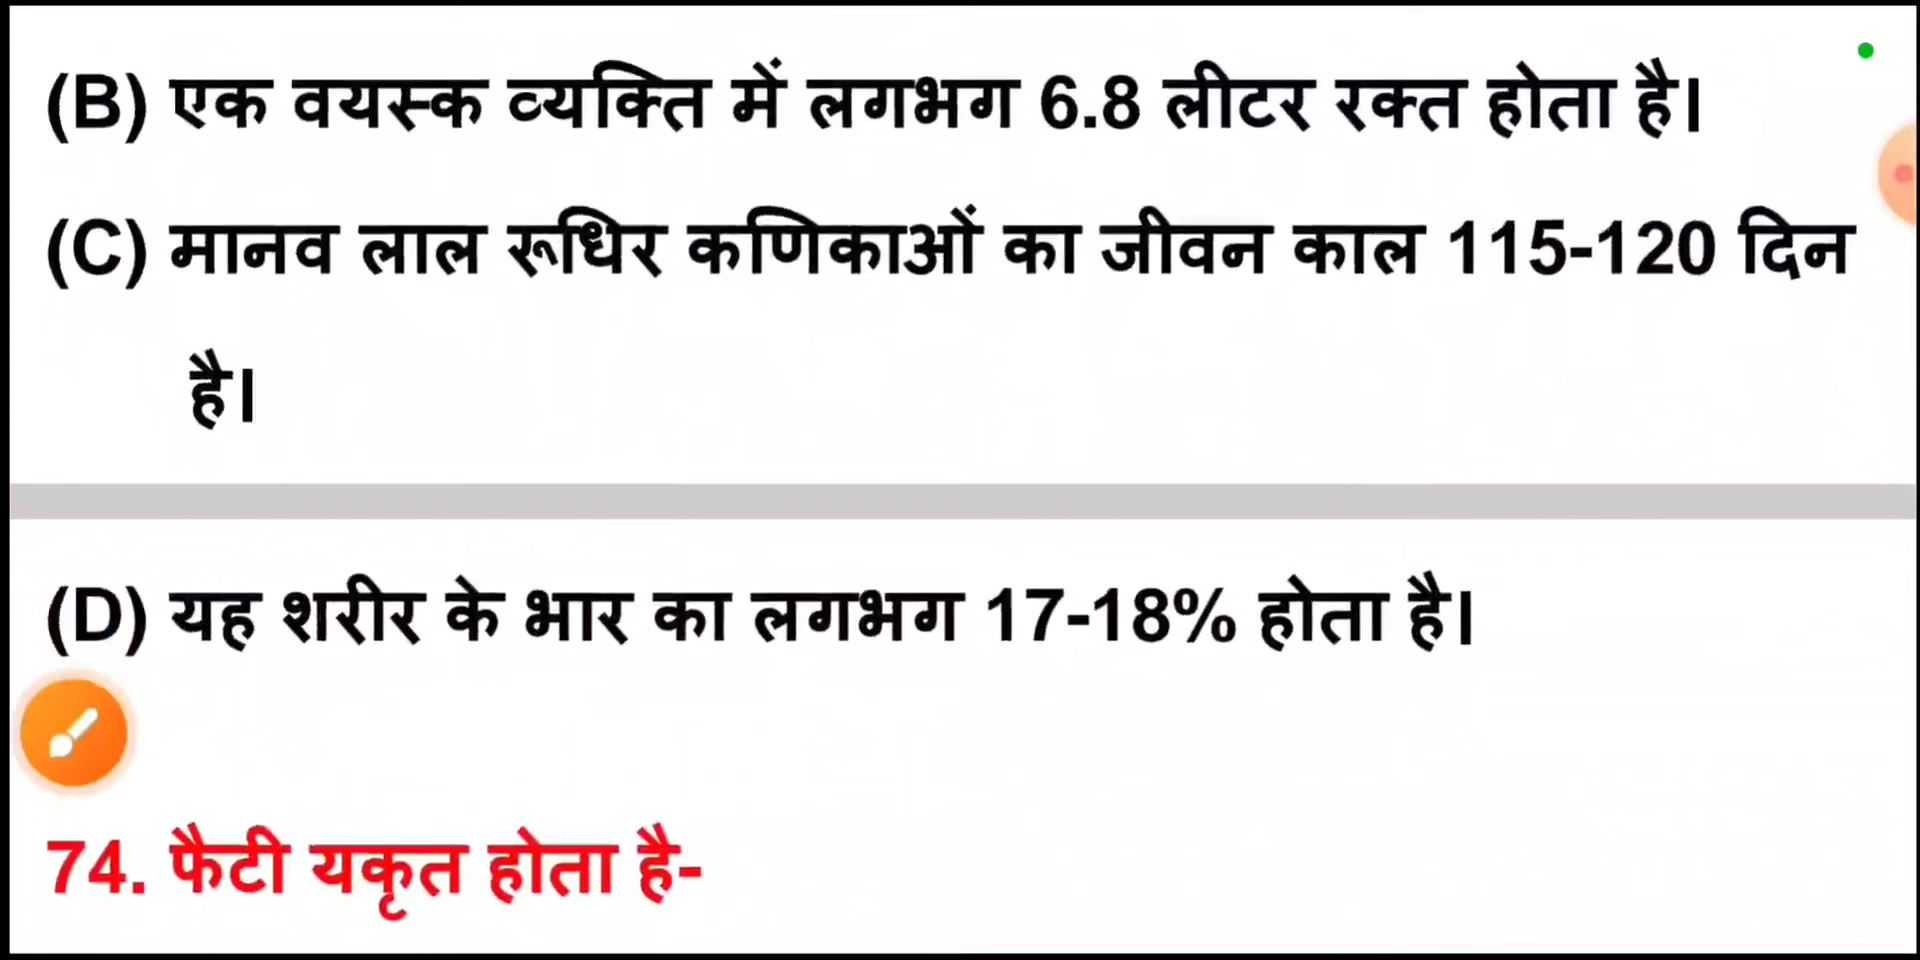 (B) एक वयस्क व्यक्ति में लगभग 6.8 लीटर रक्त होता है।
(C) मानव लाल रूधिर कणिकाओं का जीवन काल 115-120 दिन
है।
(D) यह शरीर के भार का लगभग 17-18% होता है।
74. फैटी यकृत होता है-